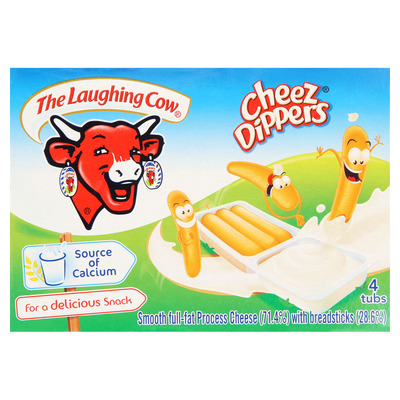 The Laughing Cow®
Cheez®
Dippers
®
Source
of
Calcium
For a delicious Snack
4
tubs
Smooth full-fat Process Cheese (71.4%) with breadsticks (28.6%)